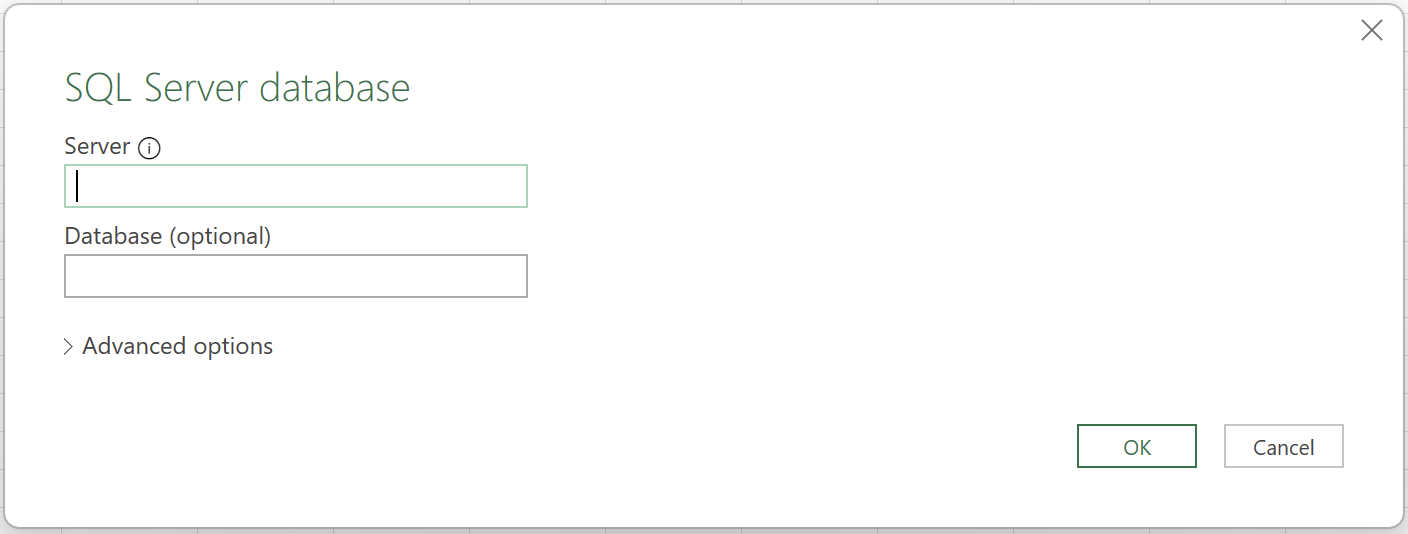 SQL Server database
Server
Database (optional)
Advanced options
OK
Cancel